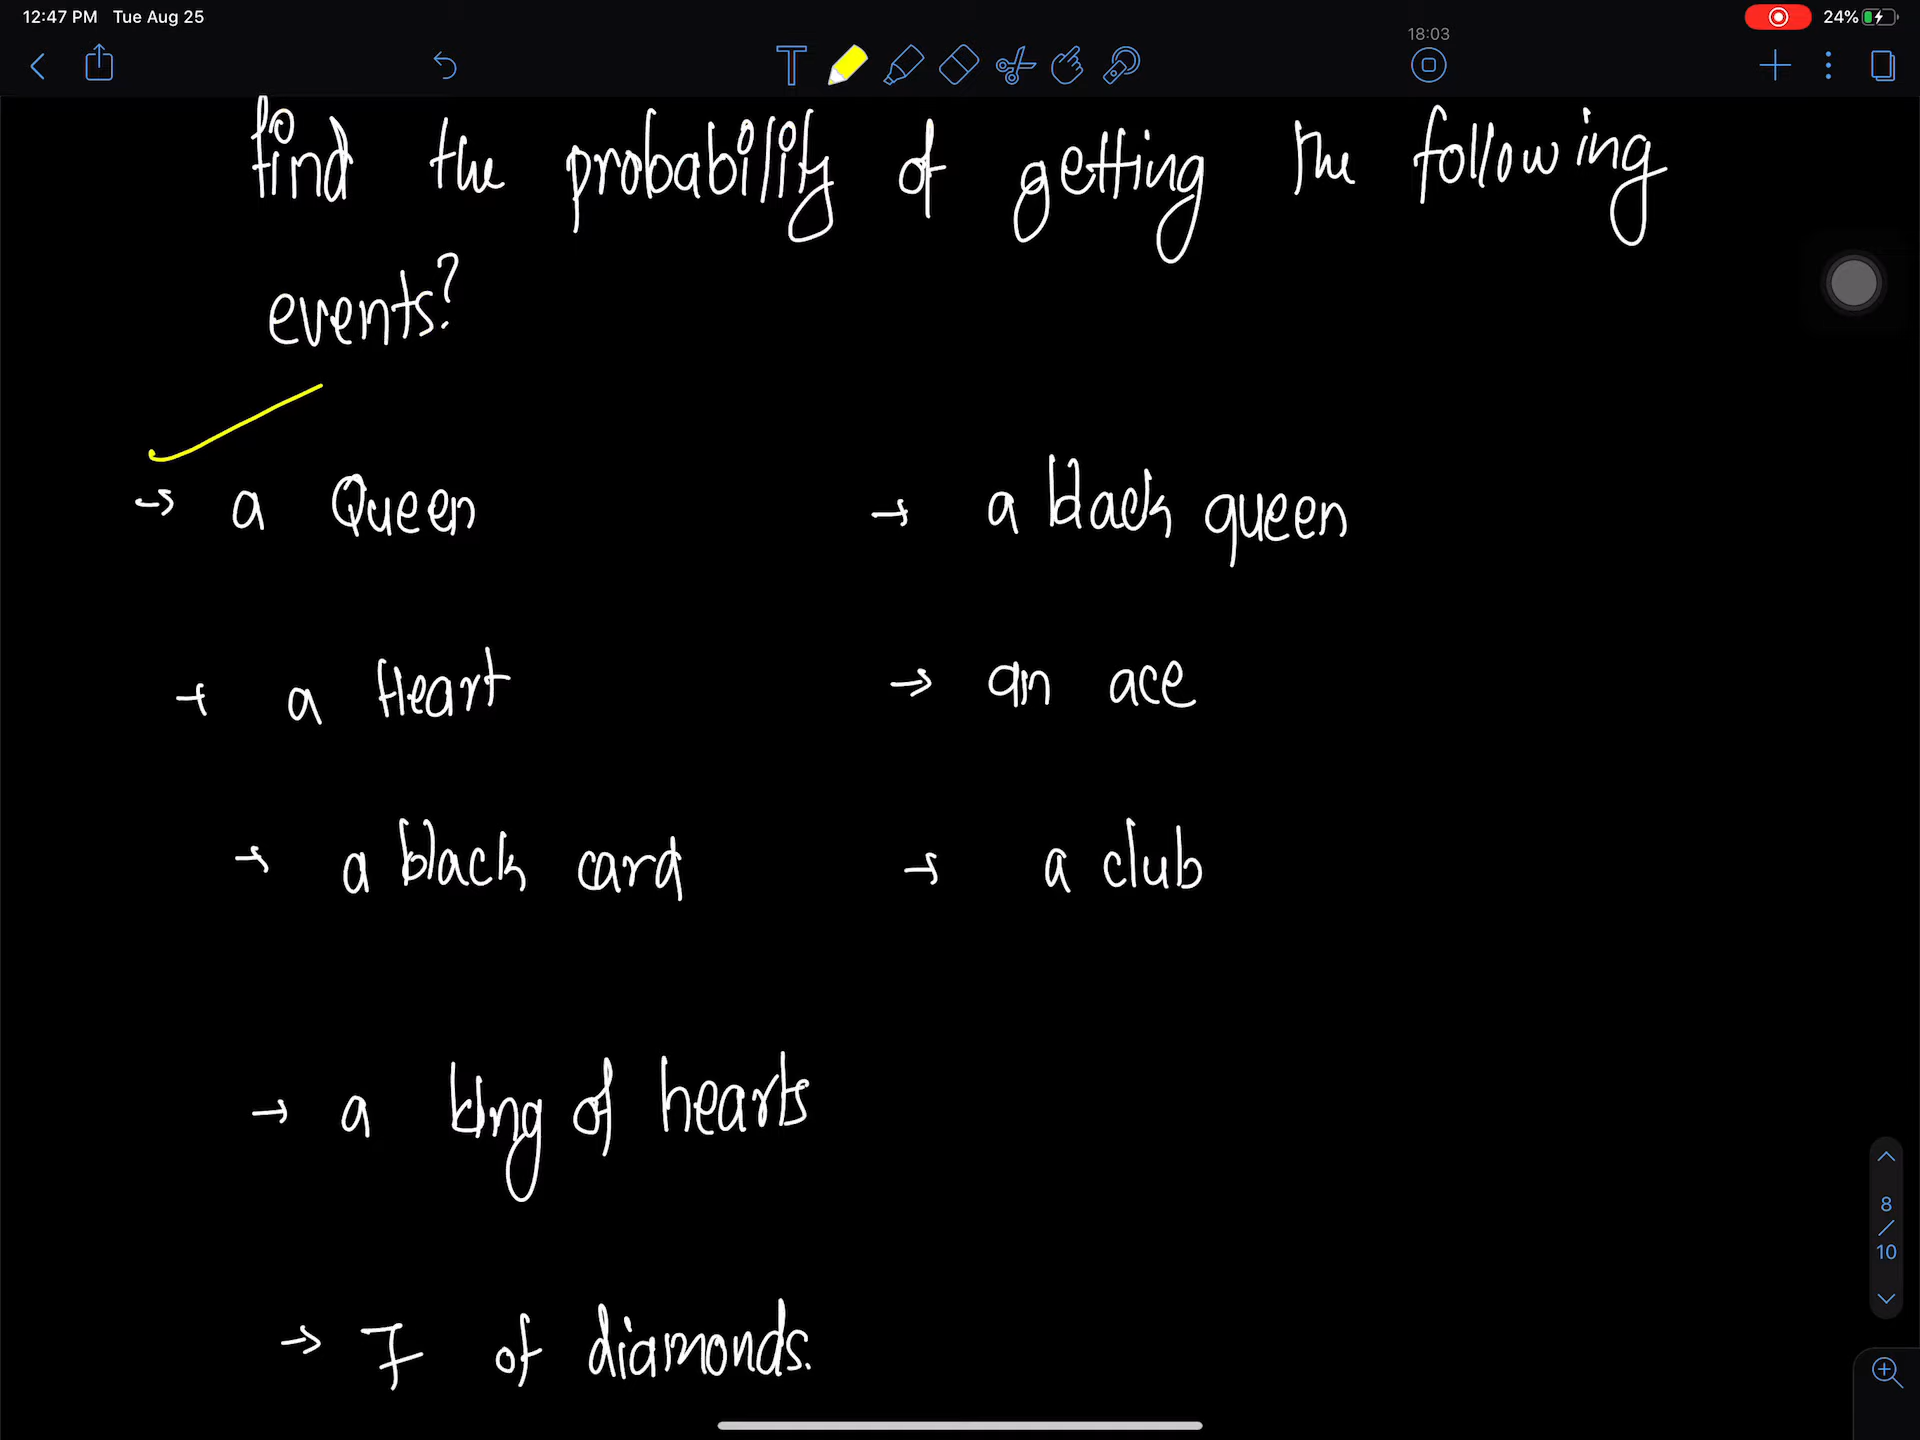 12:47 PM Tue Aug 25
24%
18:03
T
find the probability of getting the following
events?
→ a Queen
→ a black queen
→ a Heart
→ an ace
→ a black card
→ a club
→ a king of hearts
→ 7 of diamonds.
8
/
10